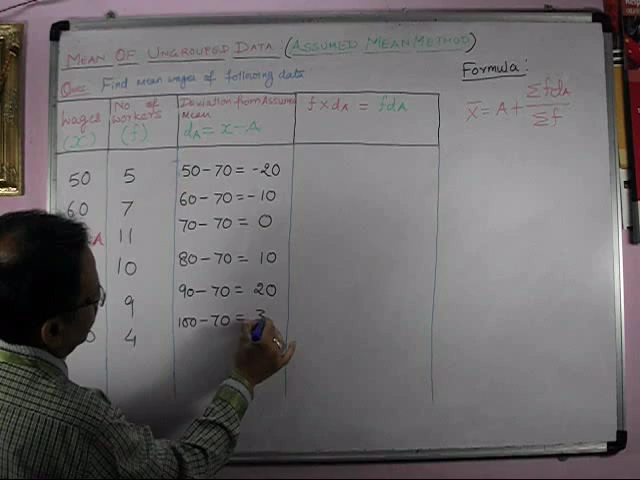 MEAN OF UNGROUPED DATA (ASSUMED MEAN METHOD)
Ques: Find mean wages of following data
Formula:
x̄ = A + Σfdₐ / Σf
Wages (x)
No of workers (f)
Deviation from Assumed Mean dₐ = x - A
f × dₐ = fdₐ
50 5 50 - 70 = -20
60 7 60 - 70 = -10
A 11 70 - 70 = 0
10 80 - 70 = 10
9 90 - 70 = 20
0 4 100 - 70 = 3